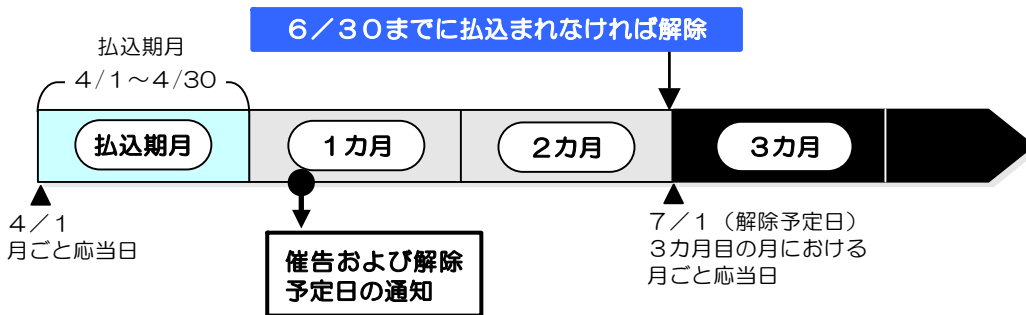 6／30までに払込まれなければ解除
払込期月
4/1～4/30
払込期月
1カ月
2カ月
3カ月
4／1
月ごと応当日
催告および解除
予定日の通知
7／1（解除予定日）
3カ月目の月における
月ごと応当日